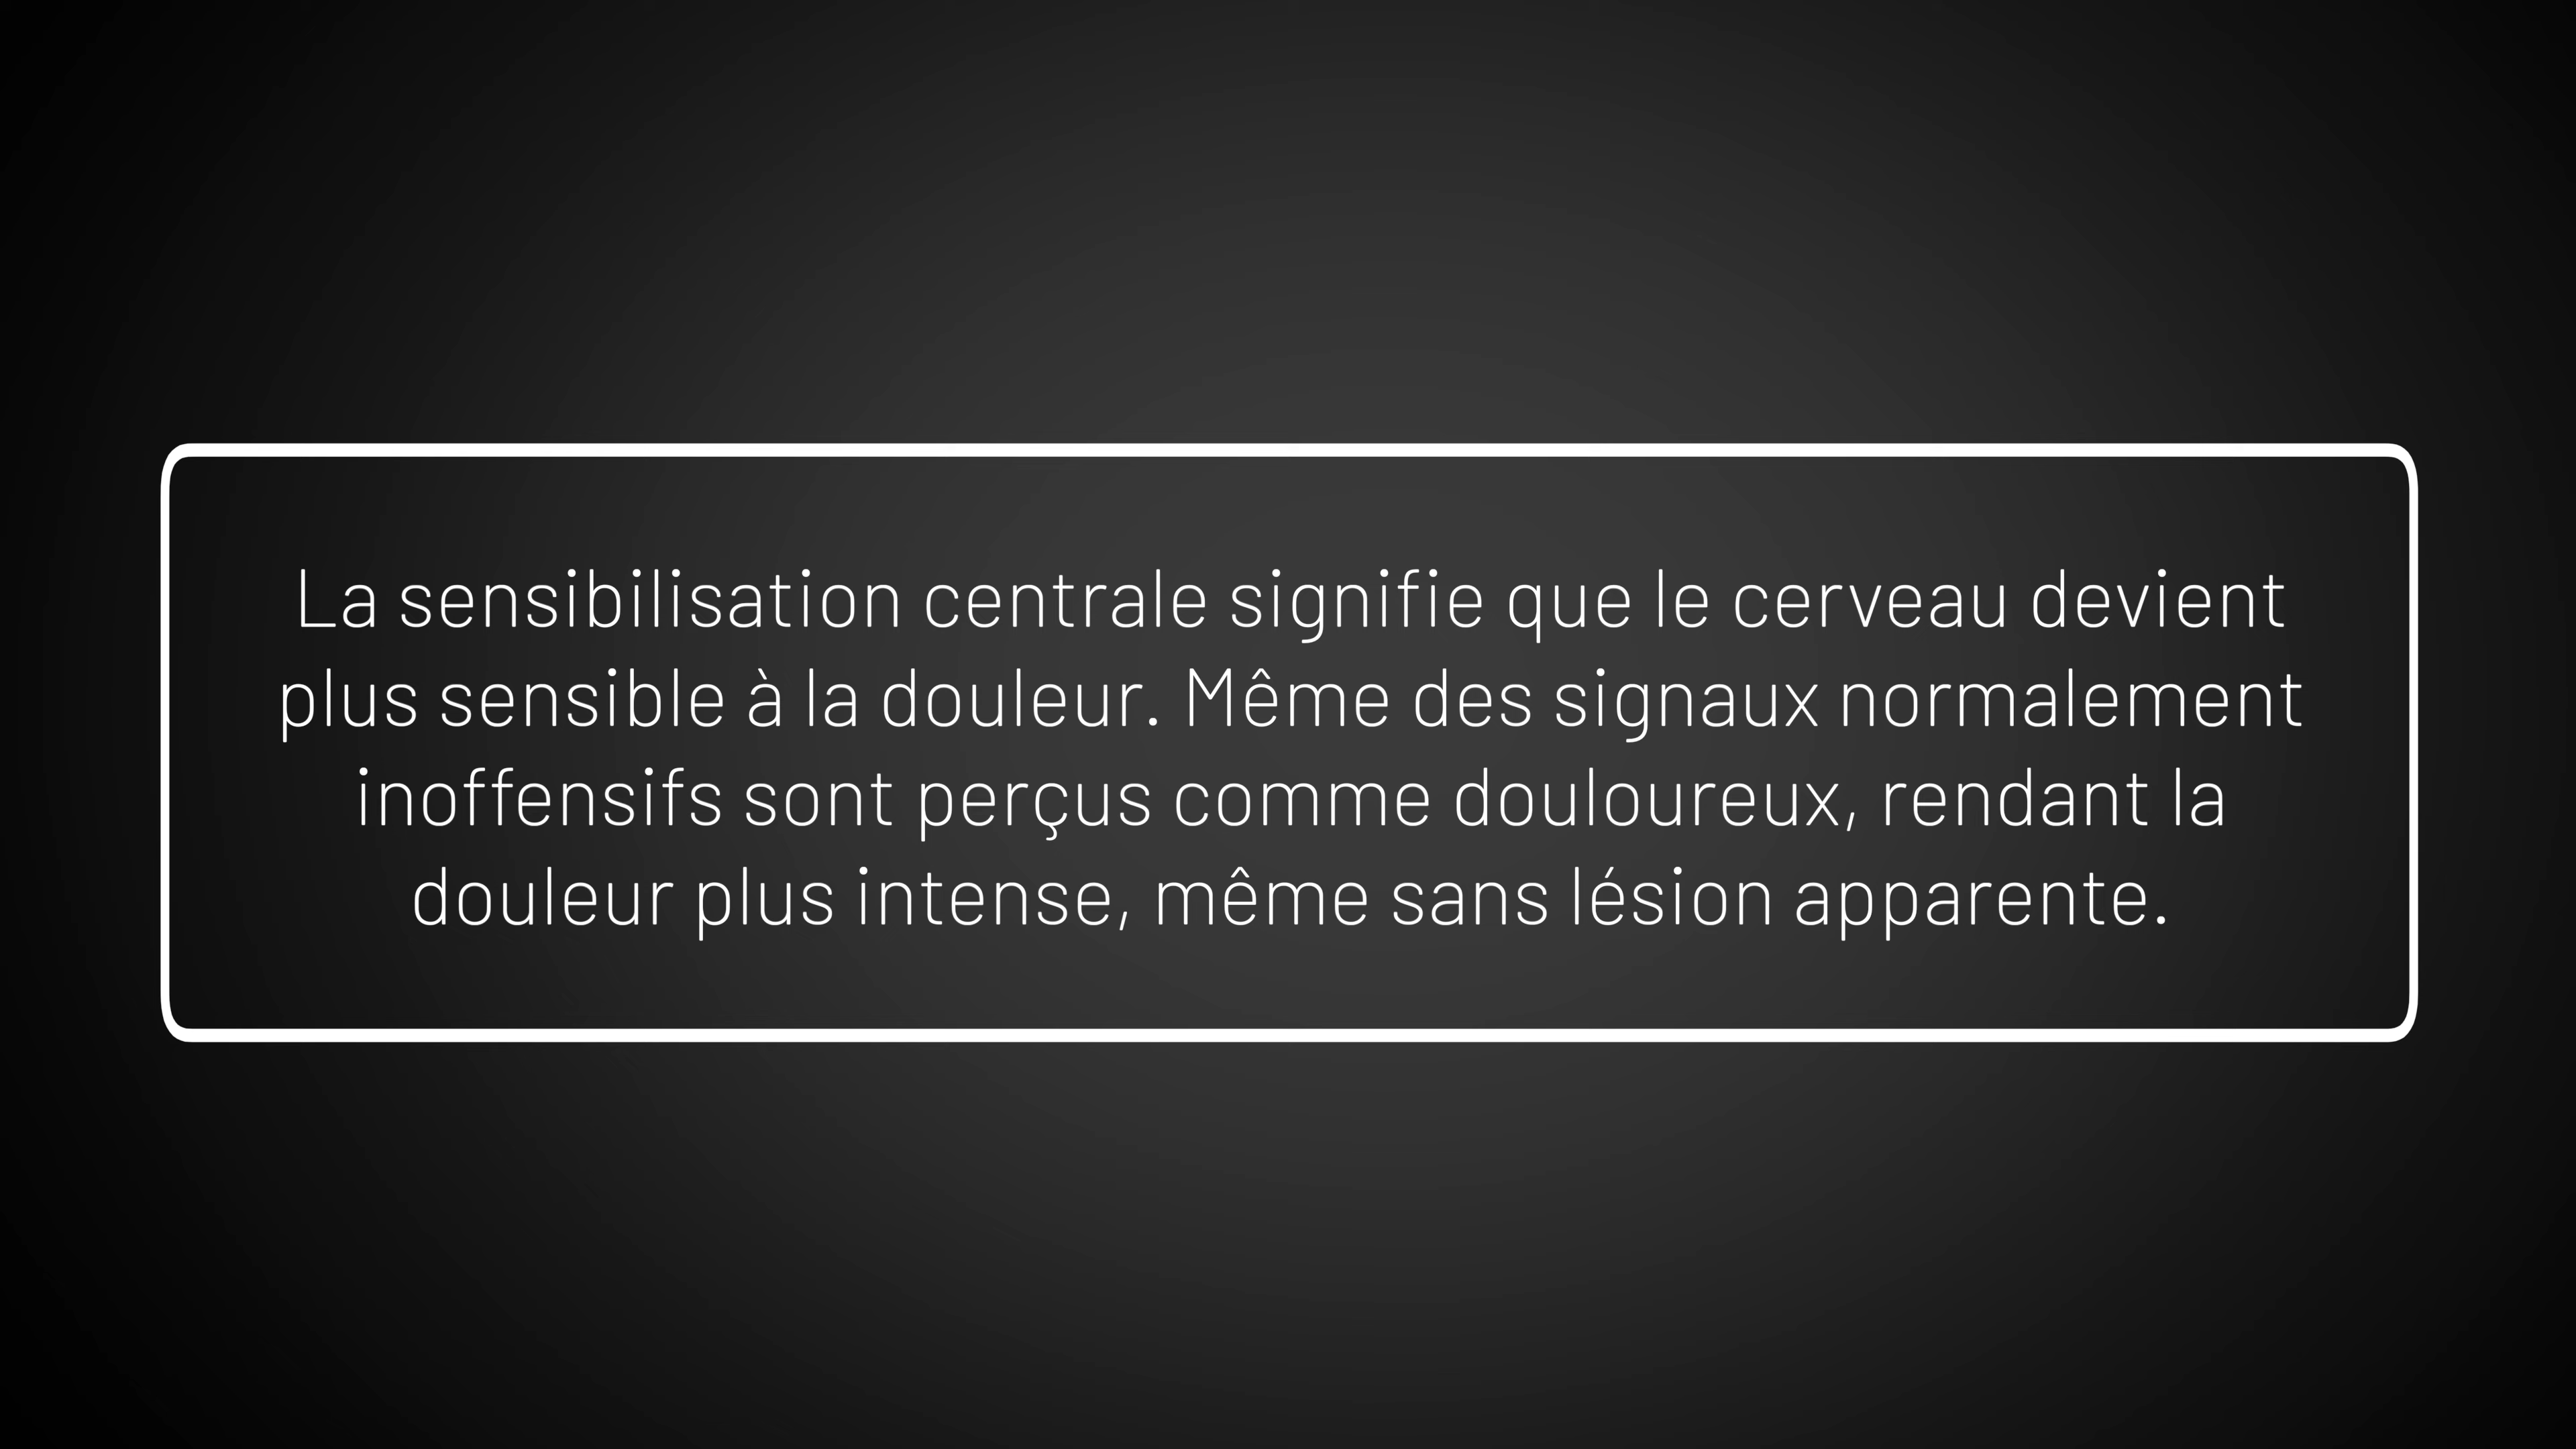 La sensibilisation centrale signifie que le cerveau devient
plus sensible à la douleur. Même des signaux normalement
inoffensifs sont perçus comme douloureux, rendant la
douleur plus intense, même sans lésion apparente.